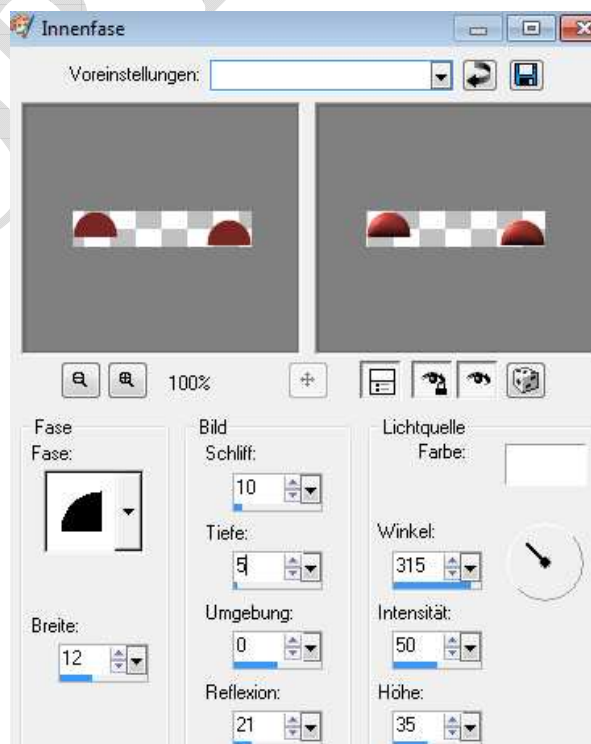 Innenfase
Voreinstellungen:
100%
Fase
Fase:
Breite:
12
Bild
Schliff:
10
Tiefe:
5
Umgebung:
0
Reflexion:
21
Lichtquelle
Farbe:
Winkel:
315
Intensität:
50
Höhe:
35